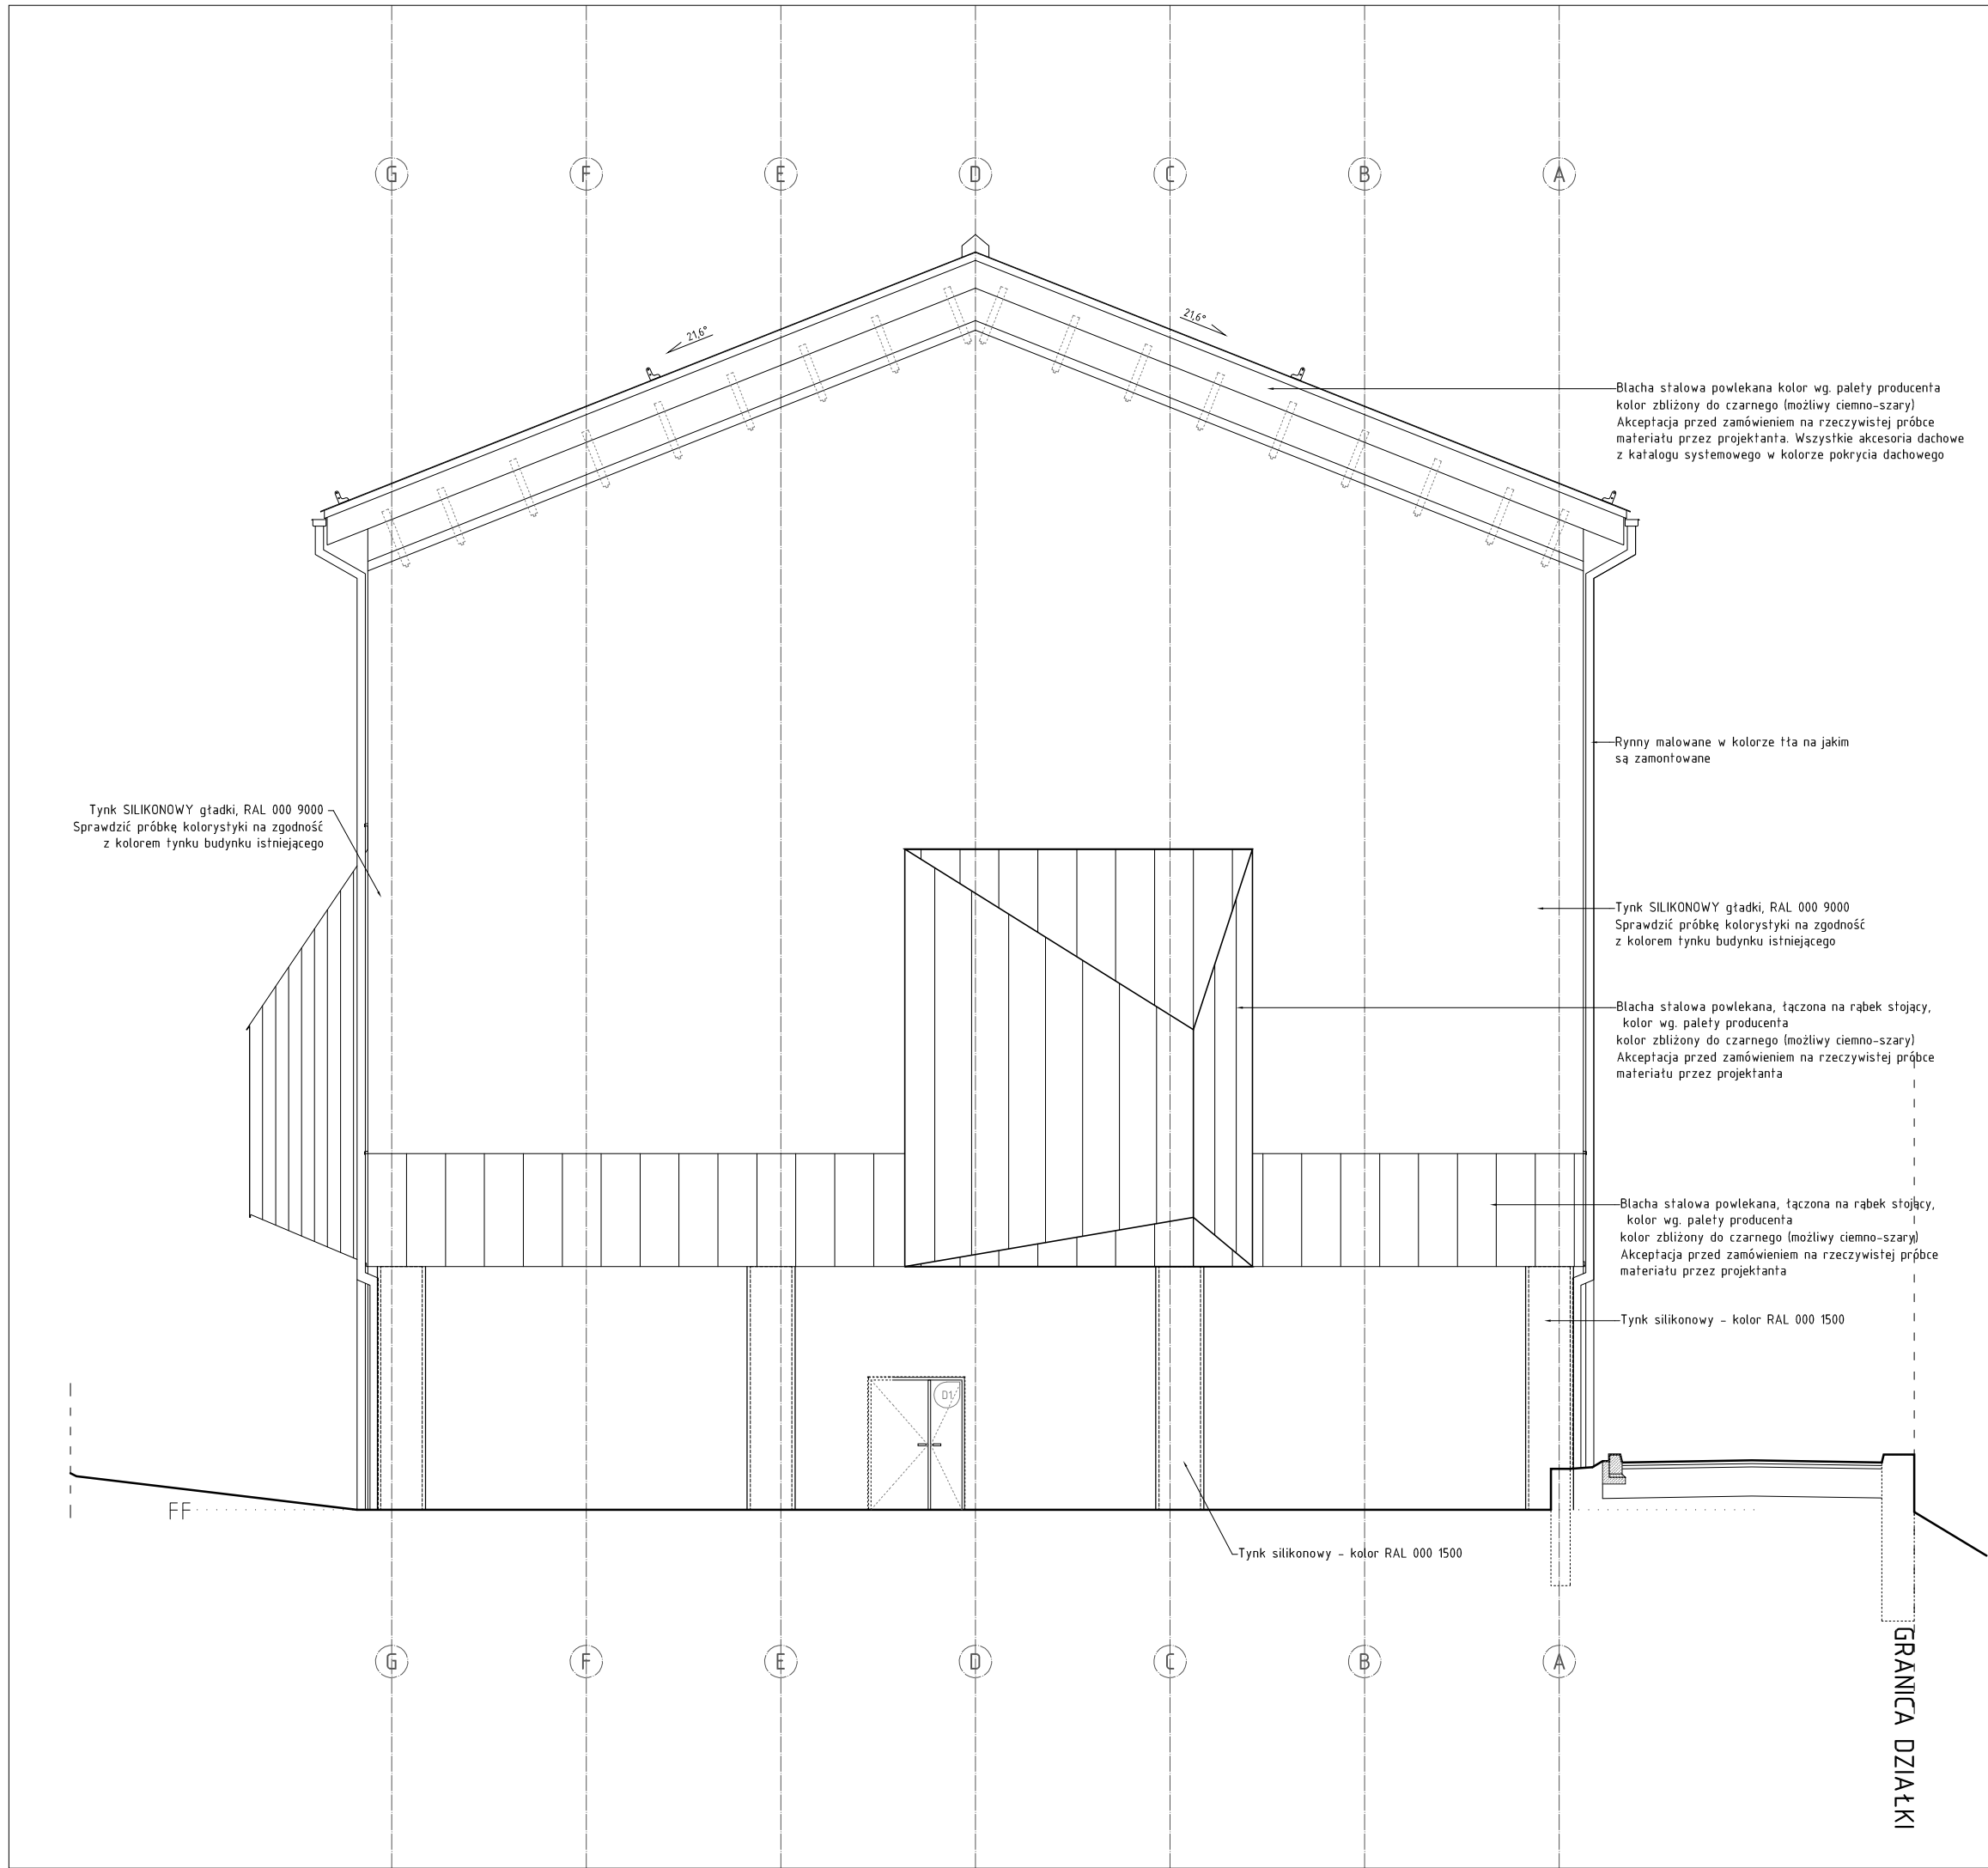 G F E D C B A
21,6°
21,6°
Blacha stalowa powlekana kolor wg. palety producenta
kolor zbliżony do czarnego (możliwy ciemno-szary)
Akceptacja przed zamówieniem na rzeczywistej próbce
materiału przez projektanta. Wszystkie akcesoria dachowe
z katalogu systemowego w kolorze pokrycia dachowego
Rynny malowane w kolorze tła na jakim
są zamontowane
Tynk SILIKONOWY gładki, RAL 000 9000
Sprawdzić próbkę kolorystyki na zgodność
z kolorem tynku budynku istniejącego
Tynk SILIKONOWY gładki, RAL 000 9000
Sprawdzić próbkę kolorystyki na zgodność
z kolorem tynku budynku istniejącego
Blacha stalowa powlekana, łączona na rąbek stojący,
kolor wg. palety producenta
kolor zbliżony do czarnego (możliwy ciemno-szary)
Akceptacja przed zamówieniem na rzeczywistej próbce
materiału przez projektanta
Blacha stalowa powlekana, łączona na rąbek stojący,
kolor wg. palety producenta
kolor zbliżony do czarnego (możliwy ciemno-szary)
Akceptacja przed zamówieniem na rzeczywistej próbce
materiału przez projektanta
Tynk silikonowy - kolor RAL 000 1500
D1
FF
Tynk silikonowy - kolor RAL 000 1500
GRANICA DZIAŁKI
G F E D C B A